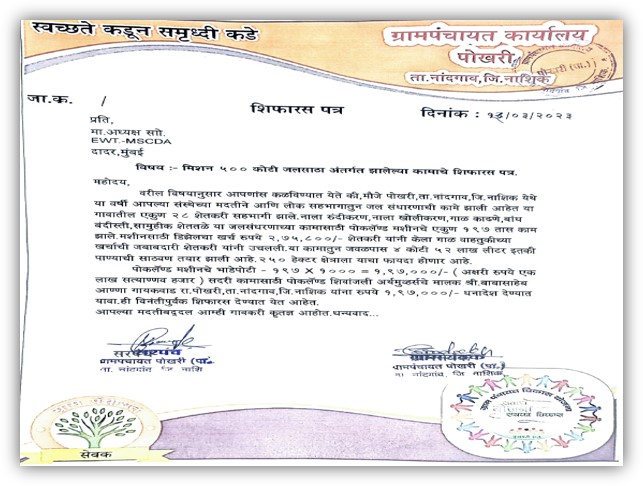 स्वच्छते कडून समृध्दी कडे
ग्रामपंचायत कार्यालय
पोखरी
ता.नांदगाव,जि.नाशिक
जा.क. /
शिफारस पत्र
दिनांक : १३/०३/२०२३
प्रति,
मा.अध्यक्ष सो.
EWT.-MSCDA
दादर,मुंबई
विषय :- मिशन ५०० कोटी जलसाठा अंतर्गत झालेल्या कामाचे शिफारस पत्र.
महोदय,
वरील विषयानुसार आपणांस कळविण्यात येते की,मौजे पोखरी,ता.नांदगाव,जि.नाशिक येथे
या वर्षी आपल्या संस्थेच्या मदतीने आणि लोक सहभागातुन जल संधारणाची कामे झाली आहेत या
गावातील एकुण २८ शेतकरी सहभागी झाले.नाला रुंदीकरण,नाला खोलीकरण,गाळ काढणे,बांध
बंदीस्ती,सामुहीक शेततळे या जलसंधारणाच्या कामासाठी पोकलॅण्ड मशीनचे एकुण १९७ तास काम
झाले.मशीनसाठी डिझेलचा खर्च रुपये २,७५,८००/- शेतकरी यांनी केला गाळ वाहतुकीच्या
खर्चाची जबाबदारी शेतकरी यांनी उचलली.या कामातुन जवळपास ४ कोटी ५२ लाख लीटर इतकी
पाण्याची साठवण तयार झाली आहे.२५० हेक्टर क्षेत्राला याचा फायदा होणार आहे.
पोकलॅण्ड मशीनचे भाडेपोटी - १९७ X १००० = १,९७,०००/- ( अक्षरी रुपये एक
लाख सत्याण्णव हजार ) सदरी कामासाठी पोकलॅण्ड शिवांजली अर्थमुव्हर्सचे मालक श्री.बाबासाहेब
आण्णा गायकवाड रा.पोखरी,ता.नांदगाव,जि.नाशिक यांना रुपये १,९७,०००/- धनादेश देण्यात
यावा.ही विनंतीपुर्वक शिफारस देण्यात येत आहे.
आपल्या मदतीबद्दल आम्ही गावकरी कृतज्ञ आहोत.धन्यवाद...
सरपंच
ग्रामपंचायत पोखरी (पा.)
ता. नांदगांव, जि. नाशि
ग्रामसेवक
ग्रामपंचायत पोखरी (पा.)
ता नांदगांव, जि नाशिक
सेवक